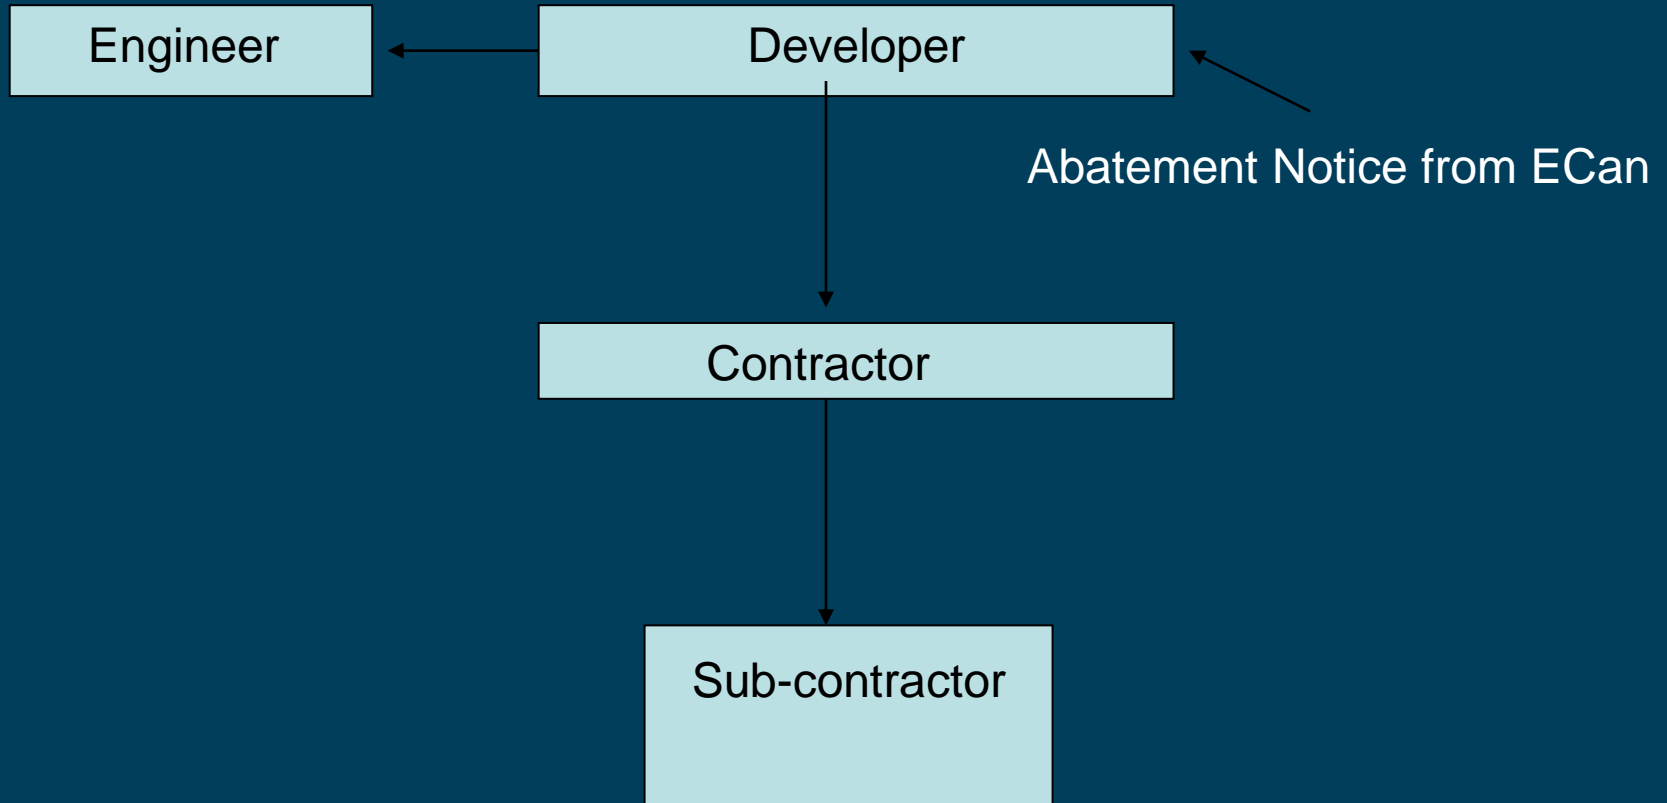 Engineer
Developer
Abatement Notice from ECan
Contractor
Sub-contractor